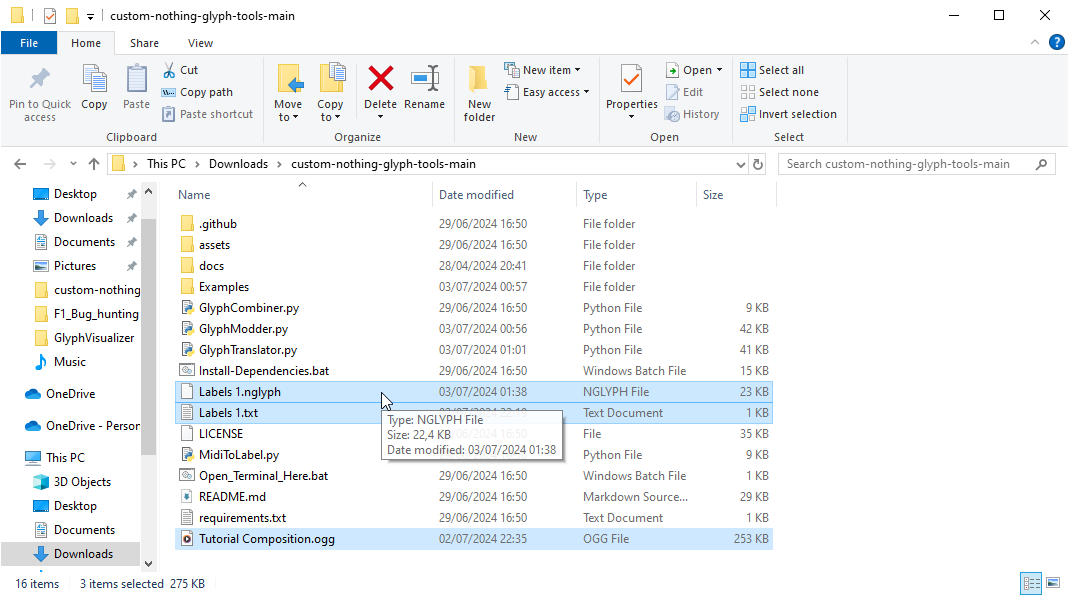 custom-nothing-glyph-tools-main
File Home Share View
Pin to Quick access
Copy
Paste
Cut
Copy path
Paste shortcut
Clipboard
Move to
Copy to
Delete
Rename
Organize
New folder
New item
Easy access
New
Properties
Open
Edit
History
Open
Select all
Select none
Invert selection
Select
This PC > Downloads > custom-nothing-glyph-tools-main
Search custom-nothing-glyph-tools-main
Desktop
Downloads
Documents
Pictures
custom-nothing
F1_Bug_hunting
GlyphVisualizer
Music
OneDrive
OneDrive - Person
This PC
3D Objects
Desktop
Documents
Downloads
Name Date modified Type Size
.github 29/06/2024 16:50 File folder
assets 29/06/2024 16:50 File folder
docs 28/04/2024 20:41 File folder
Examples 03/07/2024 00:57 File folder
GlyphCombiner.py 29/06/2024 16:50 Python File 9 KB
GlyphModder.py 03/07/2024 00:56 Python File 42 KB
GlyphTranslator.py 03/07/2024 01:01 Python File 41 KB
Install-Dependencies.bat 29/06/2024 16:50 Windows Batch File 15 KB
Labels 1.nglyph 03/07/2024 01:38 NGLYPH File 23 KB
Labels 1.txt Text Document 1 KB
LICENSE File 35 KB
MidiToLabel.py Python File 9 KB
Type: NGLYPH File
Size: 22,4 KB
Date modified: 03/07/2024 01:38
Open_Terminal_Here.bat 29/06/2024 16:50 Windows Batch File 1 KB
README.md 29/06/2024 16:50 Markdown Source... 29 KB
requirements.txt 29/06/2024 16:50 Text Document 1 KB
Tutorial Composition.ogg 02/07/2024 22:35 OGG File 253 KB
16 items 3 items selected 275 KB